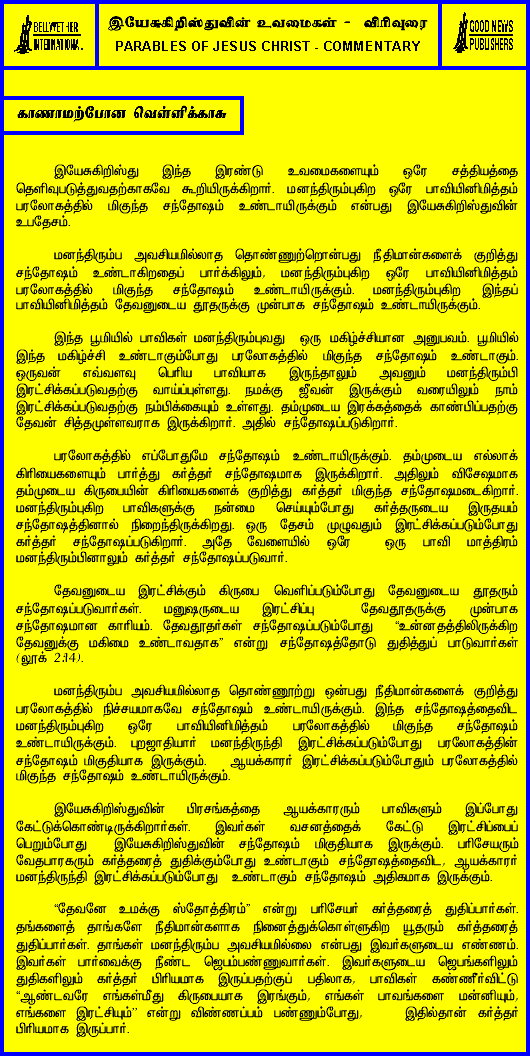 BELLWETHER
INTERNATIONAL.
இயேசுகிறிஸ்துவின் உவமைகள் - விரிவுரை
PARABLES OF JESUS CHRIST - COMMENTARY
GOOD NEWS
PUBLISHERS
காணாமற்போன வெள்ளிக்காசு
இயேசுகிறிஸ்து இந்த இரண்டு உவமைகளையும் ஒரே சத்தியத்தை
தெளிவுபடுத்துவதற்காகவே கூறியிருக்கிறார். மனந்திரும்புகிற ஒரே பாவியினிமித்தம்
பரலோகத்தில் மிகுந்த சந்தோஷம் உண்டாயிருக்கும் என்பது இயேசுகிறிஸ்துவின்
உபதேசம்.
மனந்திரும்ப அவசியமில்லாத தொண்ணூற்றொன்பது நீதிமான்களைக் குறித்து
சந்தோஷம் உண்டாகிறதைப் பார்க்கிலும், மனந்திரும்புகிற ஒரே பாவியினிமித்தம்
பரலோகத்தில் மிகுந்த சந்தோஷம் உண்டாயிருக்கும். மனந்திரும்புகிற இந்தப்
பாவியினிமித்தம் தேவனுடைய தூதருக்கு முன்பாக சந்தோஷம் உண்டாயிருக்கும்.
இந்த பூமியில் பாவிகள் மனந்திரும்புவது ஒரு மகிழ்ச்சியான அனுபவம். பூமியில்
இந்த மகிழ்ச்சி உண்டாகும்போது பரலோகத்தில் மிகுந்த சந்தோஷம் உண்டாகும்.
ஒருவன் எவ்வளவு பெரிய பாவியாக இருந்தாலும் அவனும் மனந்திரும்பி
இரட்சிக்கப்படுவதற்கு வாய்ப்புள்ளது. நமக்கு ஜீவன் இருக்கும் வரையிலும் நாம்
இரட்சிக்கப்படுவதற்கு நம்பிக்கையும் உள்ளது. தம்முடைய இரக்கத்தைக் காண்பிப்பதற்கு
தேவன் சித்தமுள்ளவராக இருக்கிறார். அதில் சந்தோஷப்படுகிறார்.
பரலோகத்தில் எப்போதுமே சந்தோஷம் உண்டாயிருக்கும். தம்முடைய எல்லாக்
கிரியைகளையும் பார்த்து கர்த்தர் சந்தோஷமாக இருக்கிறார். அதிலும் விசேஷமாக
தம்முடைய கிருபையின் கிரியைகளைக் குறித்து கர்த்தர் மிகுந்த சந்தோஷமடைகிறார்.
மனந்திரும்புகிற பாவிகளுக்கு நன்மை செய்யும்போது கர்த்தருடைய இருதயம்
சந்தோஷத்தினால் நிறைந்திருக்கிறது. ஒரு தேசம் முழுவதும் இரட்சிக்கப்படும்போது
கர்த்தர் சந்தோஷப்படுகிறார். அதே வேளையில் ஒரே ஒரு பாவி மாத்திரம்
மனந்திரும்பினாலும் கர்த்தர் சந்தோஷப்படுவார்.
தேவனுடைய இரட்சிக்கும் கிருபை வெளிப்படும்போது தேவனுடைய தூதரும்
சந்தோஷப்படுவார்கள். மனுஷருடைய இரட்சிப்பு தேவதூதருக்கு முன்பாக
சந்தோஷமான காரியம். தேவதூதர்கள் சந்தோஷப்படும்போது “உன்னதத்திலிருக்கிற
தேவனுக்கு மகிமை உண்டாவதாக” என்று சந்தோஷத்தோடு துதித்துப் பாடுவார்கள்
(லூக் 2:14).
மனந்திரும்ப அவசியமில்லாத தொண்ணூற்று ஒன்பது நீதிமான்களைக் குறித்து
பரலோகத்தில் நிச்சயமாகவே சந்தோஷம் உண்டாயிருக்கும். இந்த சந்தோஷத்தைவிட
மனந்திரும்புகிற ஒரே பாவியினிமித்தம் பரலோகத்தில் மிகுந்த சந்தோஷம்
உண்டாயிருக்கும். புறஜாதியார் மனந்திருந்தி இரட்சிக்கப்படும்போது பரலோகத்தின்
சந்தோஷம் மிகுதியாக இருக்கும். ஆயக்காரர் இரட்சிக்கப்படும்போதும் பரலோகத்தில்
மிகுந்த சந்தோஷம் உண்டாயிருக்கும்.
இயேசுகிறிஸ்துவின் பிரசங்கத்தை ஆயக்காரரும் பாவிகளும் இப்போது
கேட்டுக்கொண்டிருக்கிறார்கள். இவர்கள் வசனத்தைக் கேட்டு இரட்சிப்பைப்
பெறும்போது இயேசுகிறிஸ்துவின் சந்தோஷம் மிகுதியாக இருக்கும். பரிசேயரும்
வேதபாரகரும் கர்த்தரைத் துதிக்கும்போது உண்டாகும் சந்தோஷத்தைவிட, ஆயக்காரர்
மனந்திருந்தி இரட்சிக்கப்படும்போது உண்டாகும் சந்தோஷம் அதிகமாக இருக்கும்.
“தேவனே உமக்கு ஸ்தோத்திரம்” என்று பரிசேயர் கர்த்தரைத் துதிப்பார்கள்.
தங்களைத் தாங்களே நீதிமான்களாக நினைத்துக்கொள்ளுகிற யூதரும் கர்த்தரைத்
துதிப்பார்கள். தாங்கள் மனந்திரும்ப அவசியமில்லை என்பது இவர்களுடைய எண்ணம்.
இவர்கள் பார்வைக்கு நீண்ட ஜெபம்பண்ணுவார்கள். இவர்களுடைய ஜெபங்களிலும்
துதிகளிலும் கர்த்தர் பிரியமாக இருப்பதற்குப் பதிலாக, பாவிகள் கண்ணீர்விட்டு
“ஆண்டவரே எங்கள்மீது கிருபையாக இரங்கும், எங்கள் பாவங்களை மன்னியும்,
எங்களை இரட்சியும்” என்று விண்ணப்பம் பண்ணும்போது, இதில்தான் கர்த்தர்
பிரியமாக இருப்பார்.